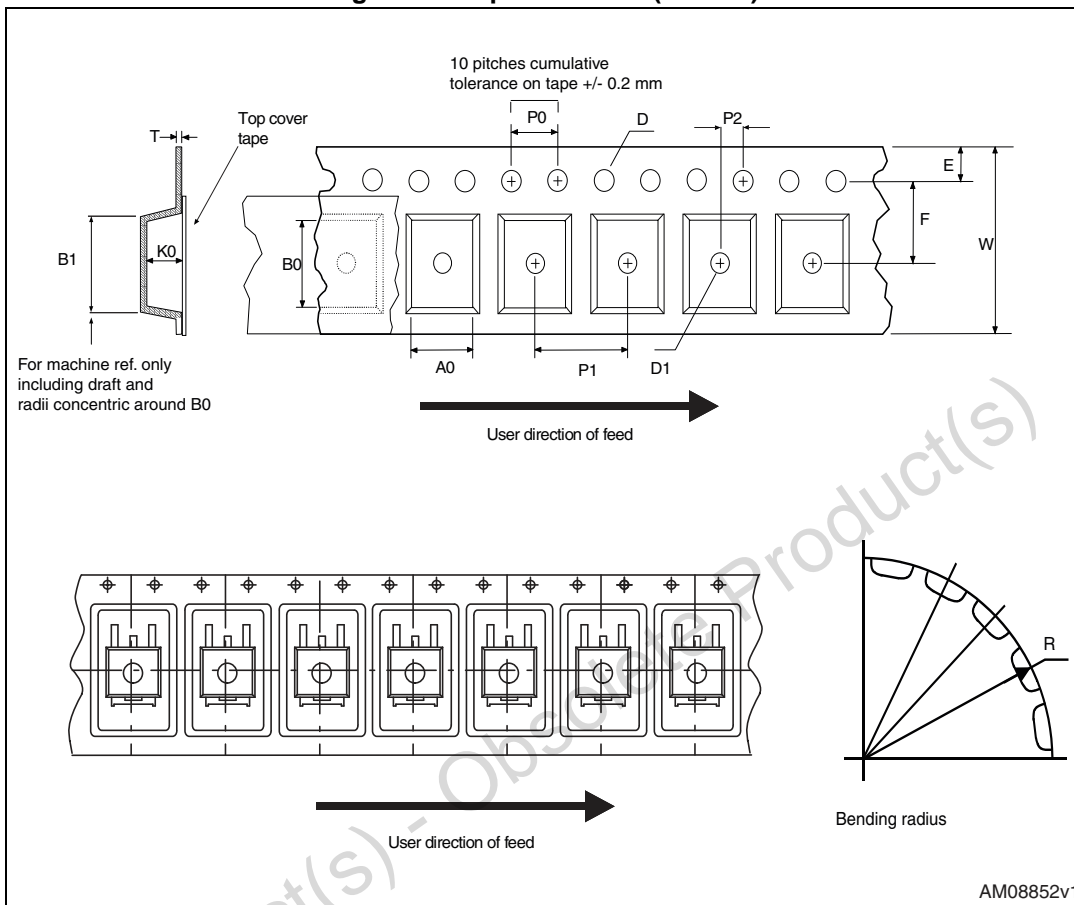 10 pitches cumulative
tolerance on tape +/- 0.2 mm
P0
D
P2
T
Top cover
tape
E
F
W
B1
K0
B0
For machine ref. only
including draft and
radii concentric around B0
A0
P1
D1
User direction of feed
R
User direction of feed
Bending radius
- Obsolete Product(s)
AM08852v1